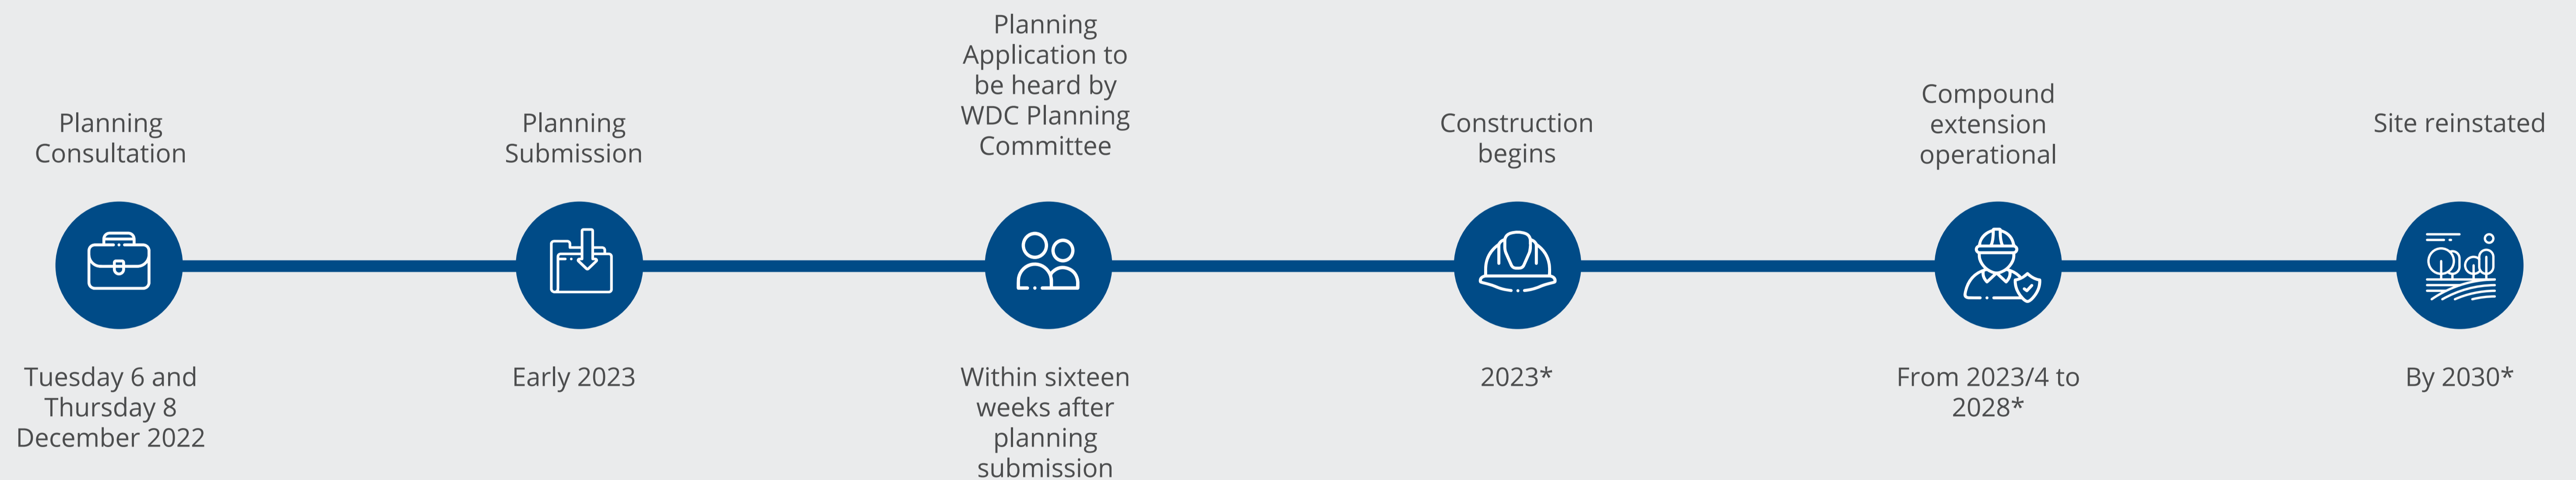 Planning
Consultation
Tuesday 6 and
Thursday 8
December 2022
Planning
Submission
Early 2023
Planning
Application to
be heard by
WDC Planning
Committee
Within sixteen
weeks after
planning
submission
Construction
begins
2023*
Compound
extension
operational
From 2023/4 to
2028*
Site reinstated
By 2030*